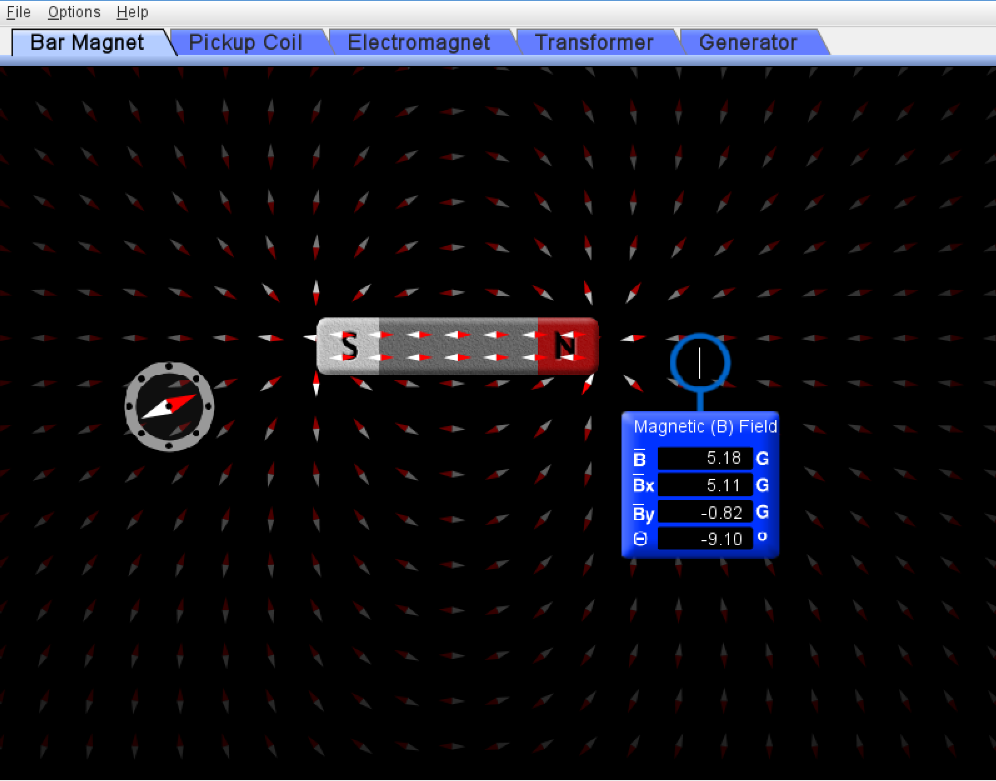 File Options Help
Bar Magnet Pickup Coil Electromagnet Transformer Generator
S N
Magnetic (B) Field
B 5.18 G
Bx 5.11 G
By -0.82 G
Θ -9.10 º